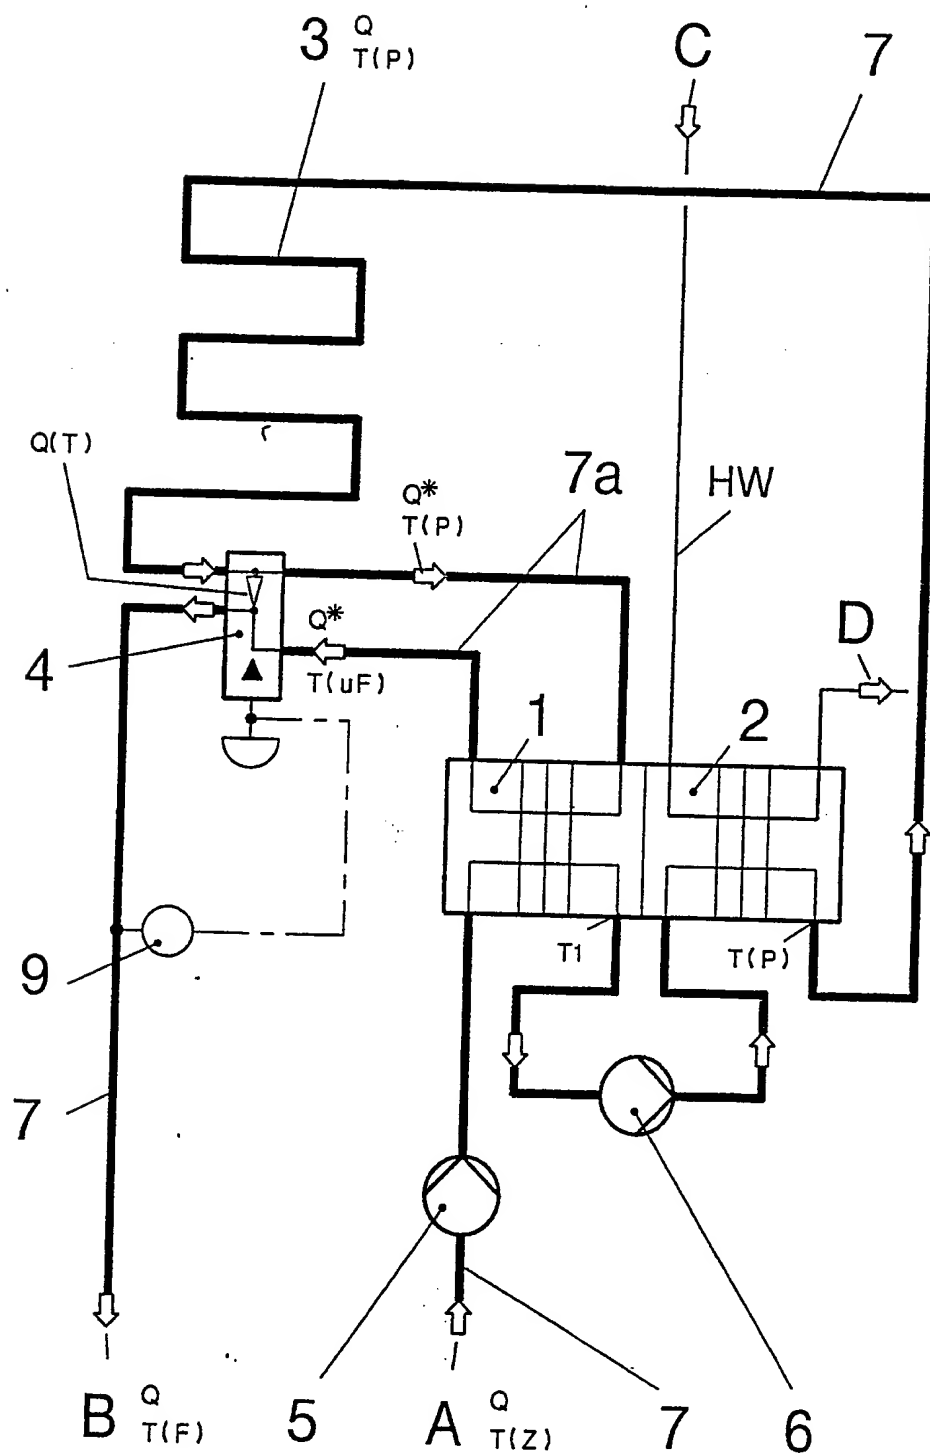 3 Q
T(P)
C
7
Q(T)
Q*
T(P)
7a
HW
Q*
T(uF)
4
D
1
2
T1
T(P)
9
7
B Q
T(F)
5
A Q
T(Z)
7
6